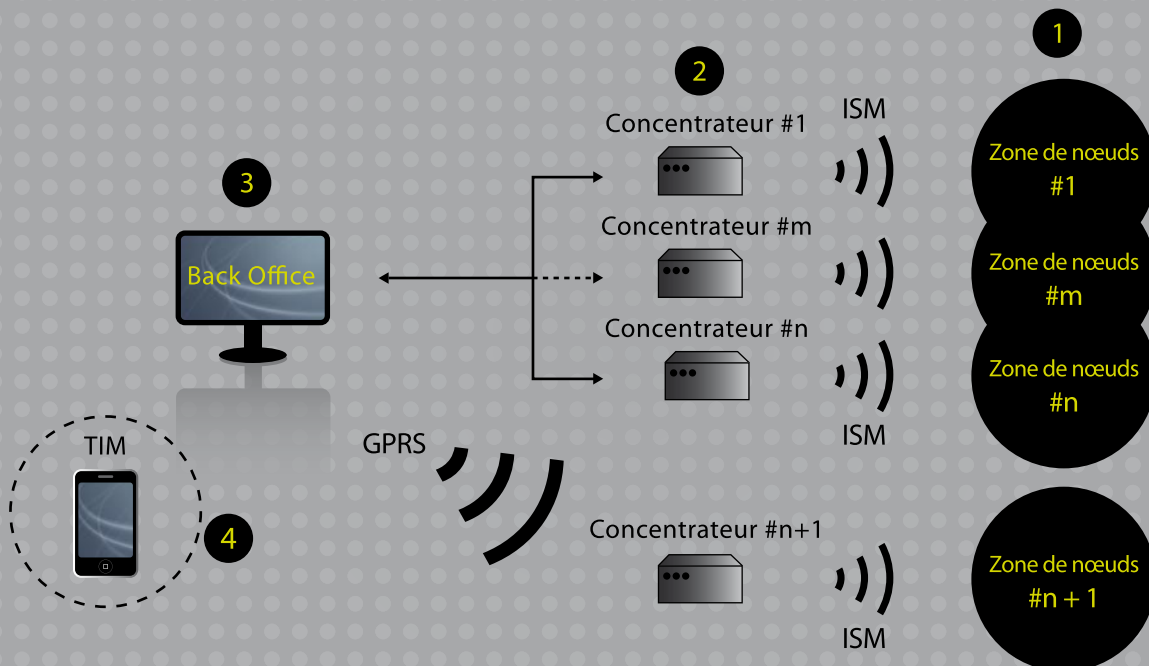 1
2
Concentrateur #1
ISM
Zone de nœuds
#1
3
Back Office
Concentrateur #m
Zone de nœuds
#m
Concentrateur #n
ISM
Zone de nœuds
#n
TIM
4
GPRS
Concentrateur #n+1
ISM
Zone de nœuds
#n + 1